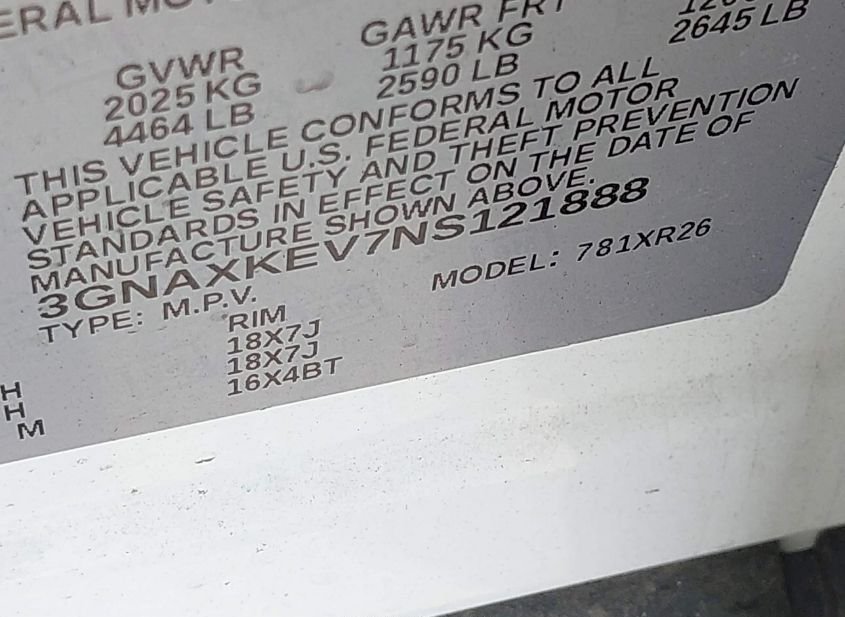 ERAL MOTO
GVWR GAWR FRT
2025 KG 1175 KG
4464 LB 2590 LB 2645 LB
THIS VEHICLE CONFORMS TO ALL
APPLICABLE U.S. FEDERAL MOTOR
VEHICLE SAFETY AND THEFT PREVENTION
STANDARDS IN EFFECT ON THE DATE OF
MANUFACTURE SHOWN ABOVE.
3GNAXKEV7NS121888
TYPE: M.P.V. MODEL: 781XR26
RIM
18X7J
H 18X7J
H 16X4BT
M